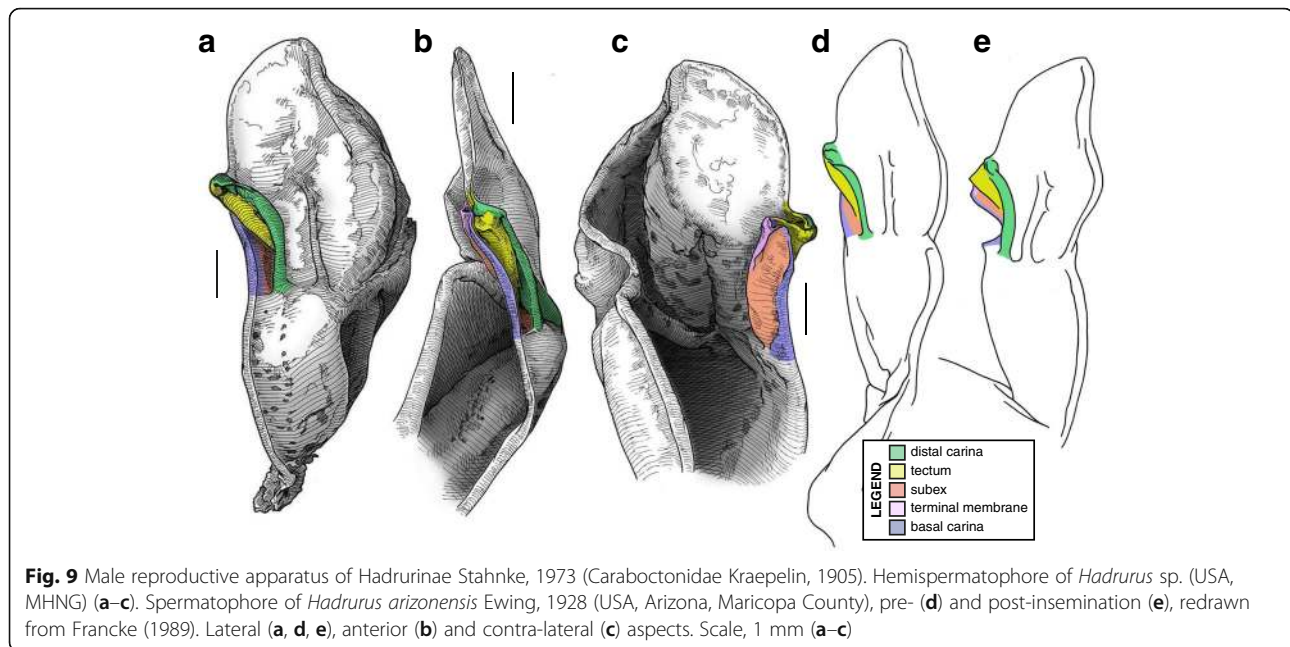 a
b
c
d
e
LEGEND
distal carina
tectum
subex
terminal membrane
basal carina
Fig. 9 Male reproductive apparatus of Hadrurinae Stahnke, 1973 (Caraboctonidae Kraepelin, 1905). Hemispermatophore of Hadrurus sp. (USA,
MHNG) (a–c). Spermatophore of Hadrurus arizonensis Ewing, 1928 (USA, Arizona, Maricopa County), pre- (d) and post-insemination (e), redrawn
from Francke (1989). Lateral (a, d, e), anterior (b) and contra-lateral (c) aspects. Scale, 1 mm (a–c)